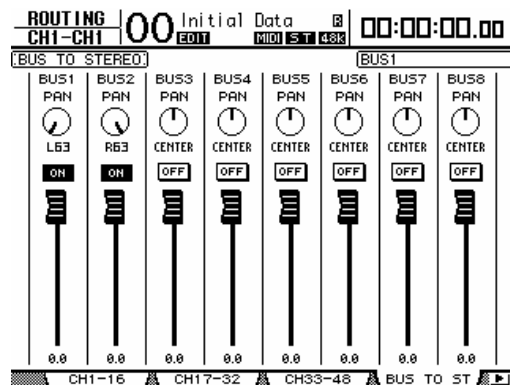 ROUTING 00 Initial Data R 00:00:00.00
CH1-CH1 EDIT MIDI ST 48K
BUS TO STEREO BUS1
BUS1 BUS2 BUS3 BUS4 BUS5 BUS6 BUS7 BUS8
PAN PAN PAN PAN PAN PAN PAN PAN
L63 R63 CENTER CENTER CENTER CENTER CENTER CENTER
ON ON OFF OFF OFF OFF OFF OFF
0.0 0.0 0.0 0.0 0.0 0.0 0.0 0.0
CH1-16 CH17-32 CH33-48 BUS TO ST